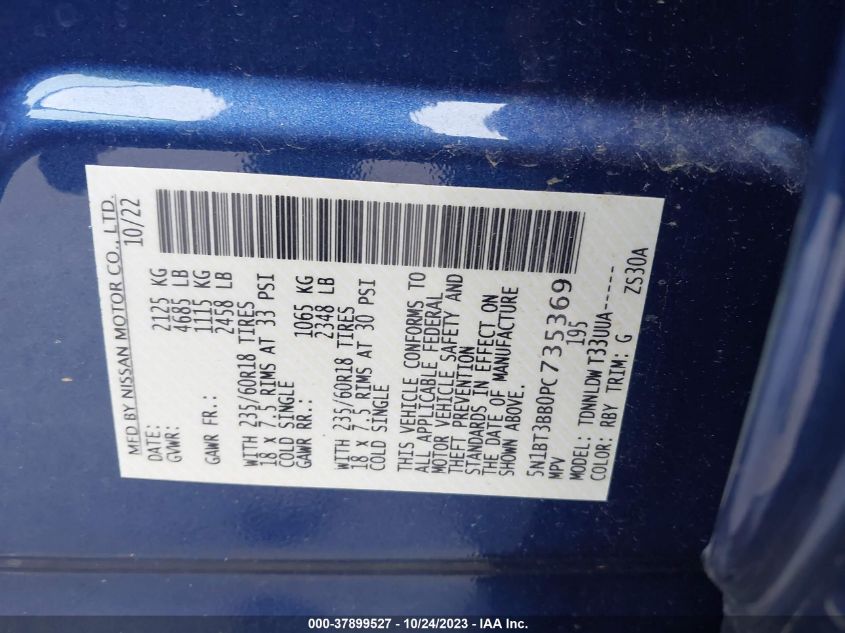 MFD BY NISSAN MOTOR CO., LTD.
DATE: 10/22
GVWR: 2125 KG
4685 LB
GAWR FR.: 1115 KG
2458 LB
WITH 235/60R18 TIRES
18 X 7.5 RIMS AT 33 PSI
COLD SINGLE
GAWR RR.: 1065 KG
2348 LB
WITH 235/60R18 TIRES
18 X 7.5 RIMS AT 30 PSI
COLD SINGLE
THIS VEHICLE CONFORMS TO
ALL APPLICABLE FEDERAL
MOTOR VEHICLE SAFETY AND
THEFT PREVENTION
STANDARDS IN EFFECT ON
THE DATE OF MANUFACTURE
SHOWN ABOVE.
5N1BT3BB0PC735369
MPV 195
MODEL: TDNNLDWT33UUA------
COLOR: RBY TRIM: G ZS30A
000-37899527 - 10/24/2023 - IAA Inc.